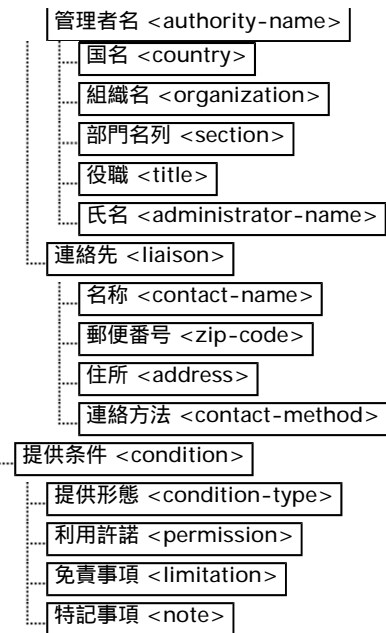 管理者名 <authority-name>
国名 <country>
組織名 <organization>
部門名列 <section>
役職 <title>
氏名 <administrator-name>
連絡先 <liaison>
名称 <contact-name>
郵便番号 <zip-code>
住所 <address>
連絡方法 <contact-method>
提供条件 <condition>
提供形態 <condition-type>
利用許諾 <permission>
免責事項 <limitation>
特記事項 <note>